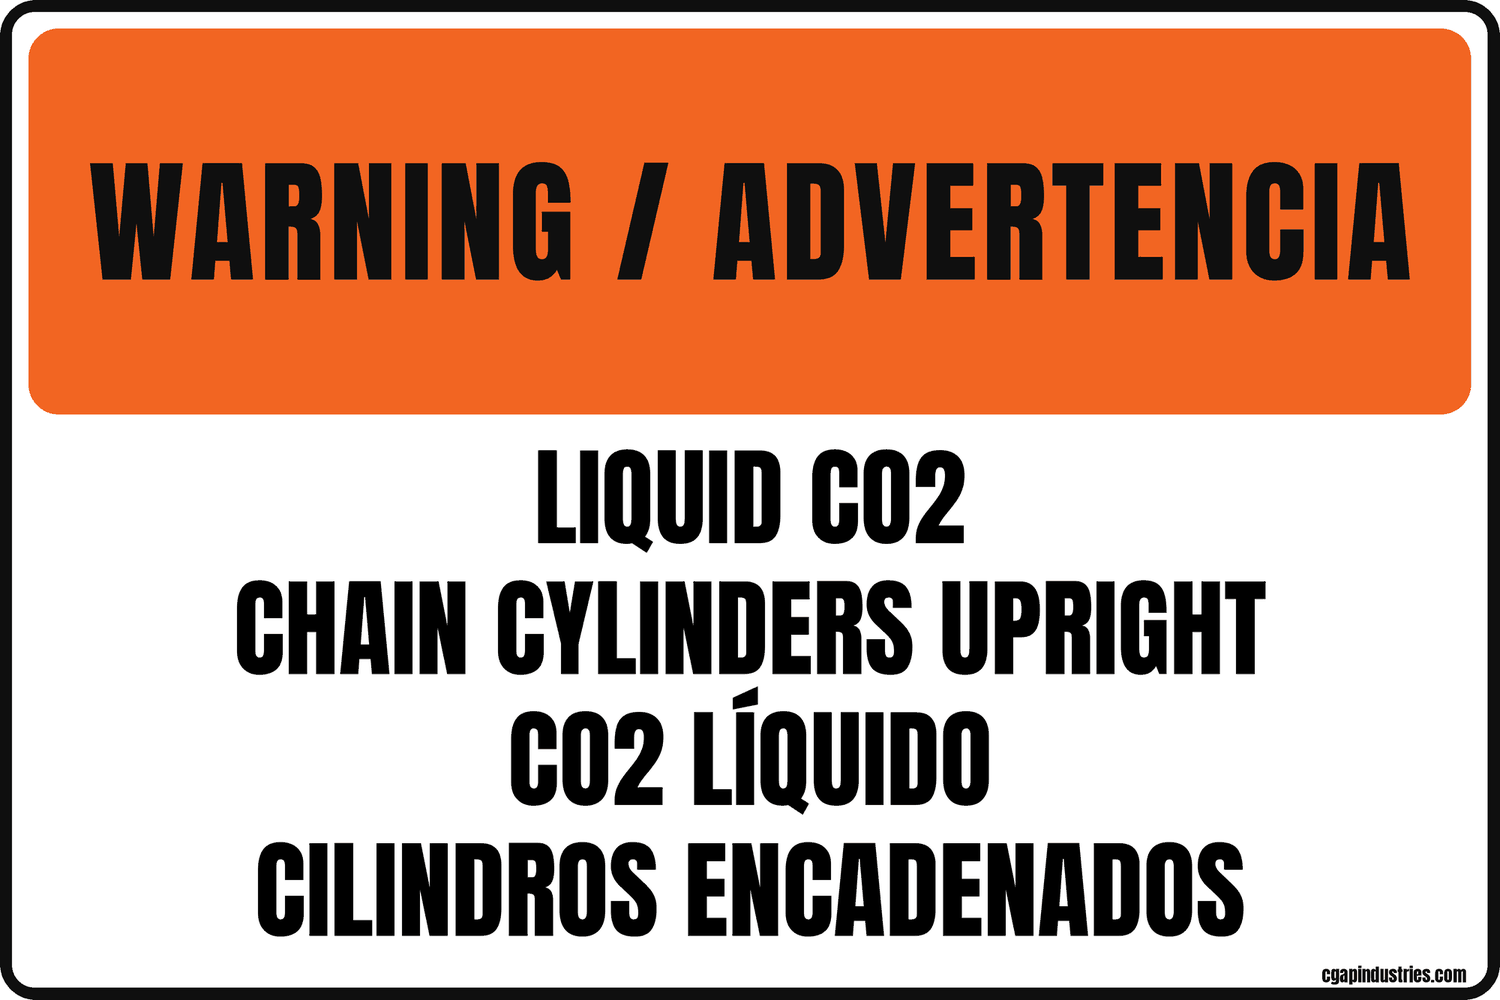 WARNING / ADVERTENCIA
LIQUID CO2
CHAIN CYLINDERS UPRIGHT
CO2 LÍQUIDO
CILINDROS ENCADENADOS
cgapindustries.com